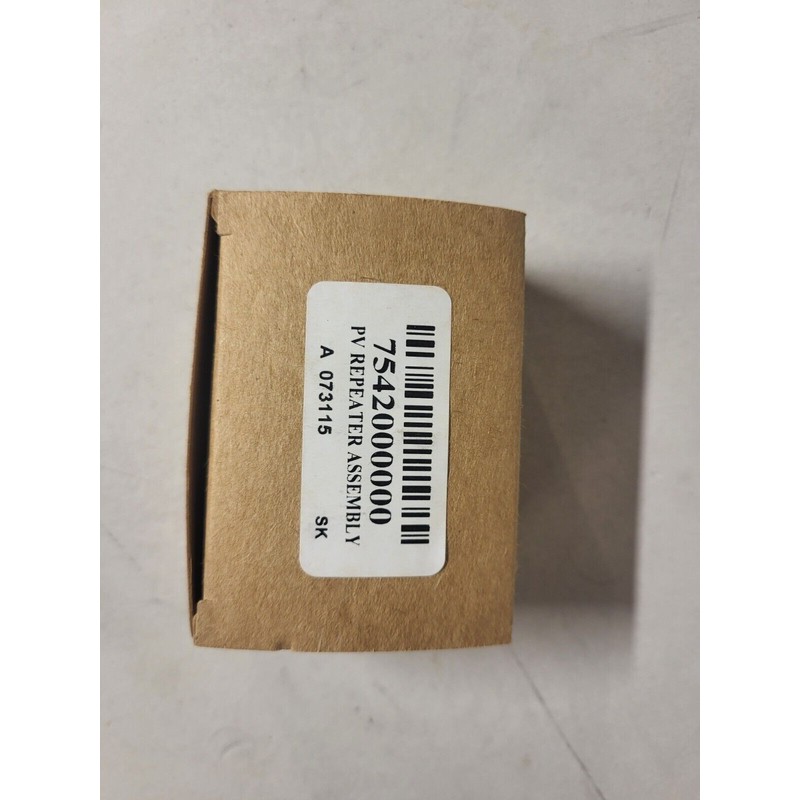 7542000000
PV REPEATER ASSEMBLY
A 073115 SK